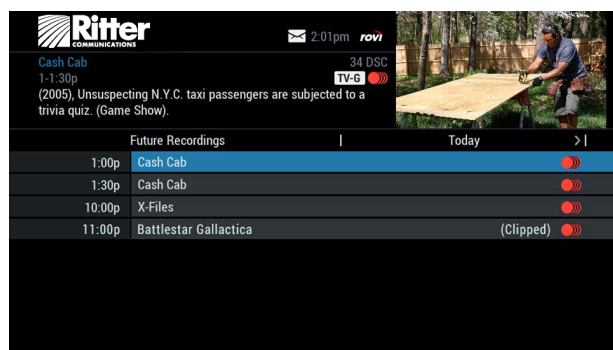 Ritter
COMMUNICATIONS
2:01pm rovi
Cash Cab 34 DSC
1-1:30p TV-G
(2005), Unsuspecting N.Y.C. taxi passengers are subjected to a
trivia quiz. (Game Show).
Future Recordings | Today >|
1:00p Cash Cab
1:30p Cash Cab
10:00p X-Files
11:00p Battlestar Gallactica (Clipped)